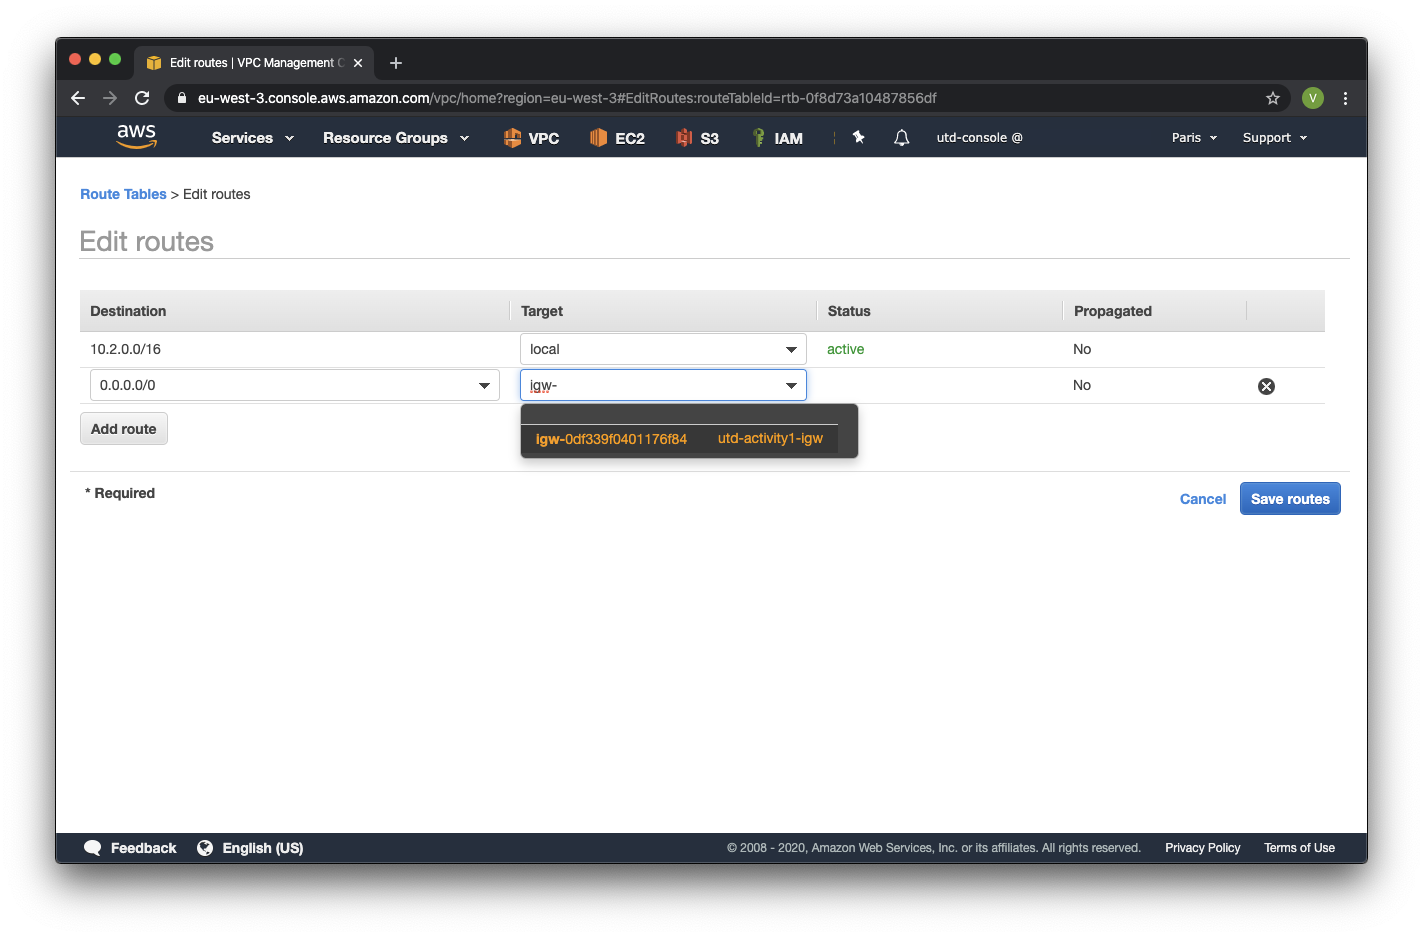 Edit routes | VPC Management C
eu-west-3.console.aws.amazon.com/vpc/home?region=eu-west-3#EditRoutes:routeTableId=rtb-0f8d73a10487856df
V
aws
Services
Resource Groups
VPC
EC2
S3
IAM
utd-console @
Paris
Support
Route Tables > Edit routes
Edit routes
Destination
Target
Status
Propagated
10.2.0.0/16
local
active
No
0.0.0.0/0
igw-
No
igw-0df339f0401176f84 utd-activity1-igw
Add route
* Required
Cancel
Save routes
Feedback
English (US)
© 2008 - 2020, Amazon Web Services, Inc. or its affiliates. All rights reserved.
Privacy Policy
Terms of Use